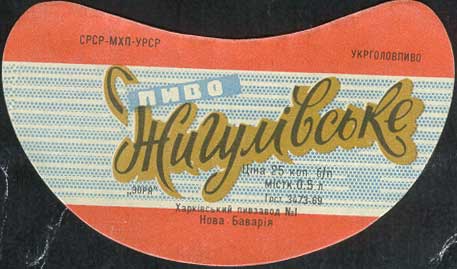 СРСР-МХП-УРСР
УКРГОЛОВПИВО
ПИВО
Жигулівське
Ціна 25 коп. б/п
містк 0,5 л
Гост 3473-69
„ЗОРЯ"
Харківський пивзавод №1
Нова Баварія